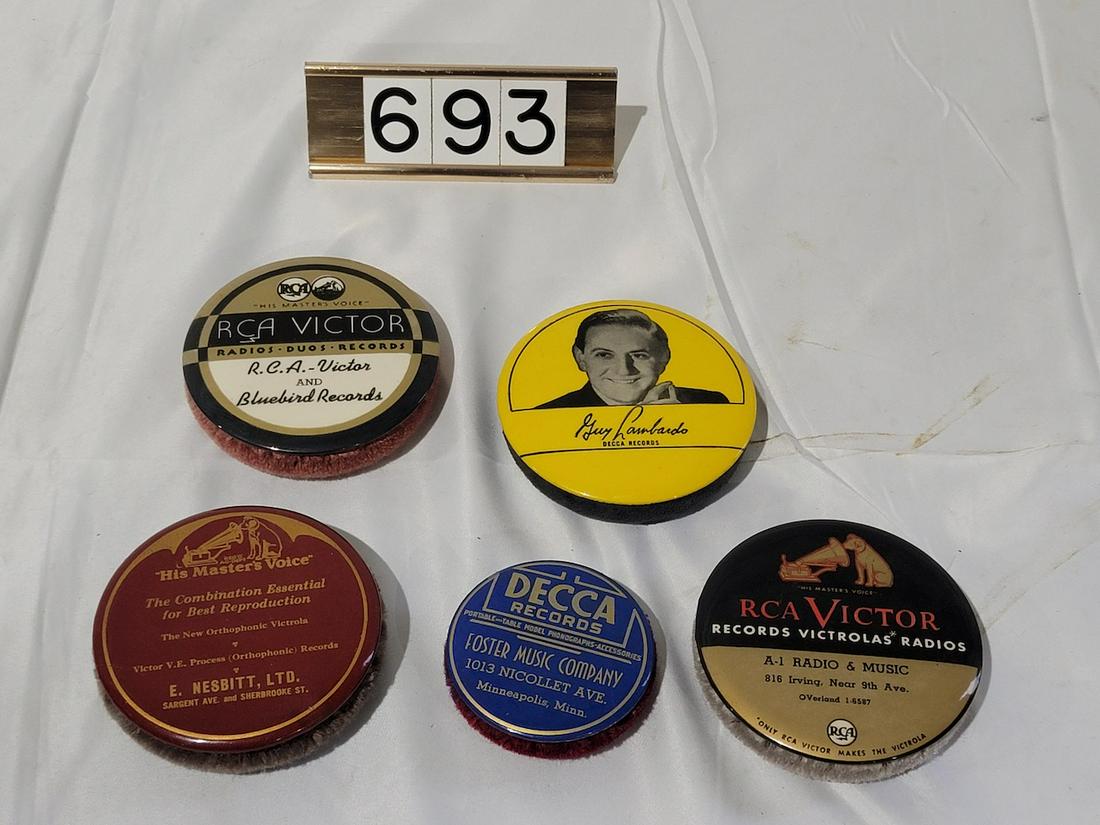 693
RCA
"HIS MASTER'S VOICE"
RCA VICTOR
RADIOS · DUOS · RECORDS
R.C.A.-Victor
AND
Bluebird Records
Guy Lombardo
DECCA RECORDS
"His Master's Voice"
The Combination Essential
for Best Reproduction
The New Orthophonic Victrola
Victor V.E. Process (Orthophonic) Records
E. NESBITT, LTD.
SARGENT AVE. and SHERBROOKE ST.
DECCA
RECORDS
PORTABLE-TABLE MODEL PHONOGRAPHS-ACCESSORIES
FOSTER MUSIC COMPANY
1013 NICOLLET AVE.
Minneapolis, Minn.
"HIS MASTER'S VOICE"
RCA VICTOR
RECORDS VICTROLAS* RADIOS
A-1 RADIO & MUSIC
816 Irving, Near 9th Ave.
OVerland 1-6587
RCA
*ONLY RCA VICTOR MAKES THE VICTROLA